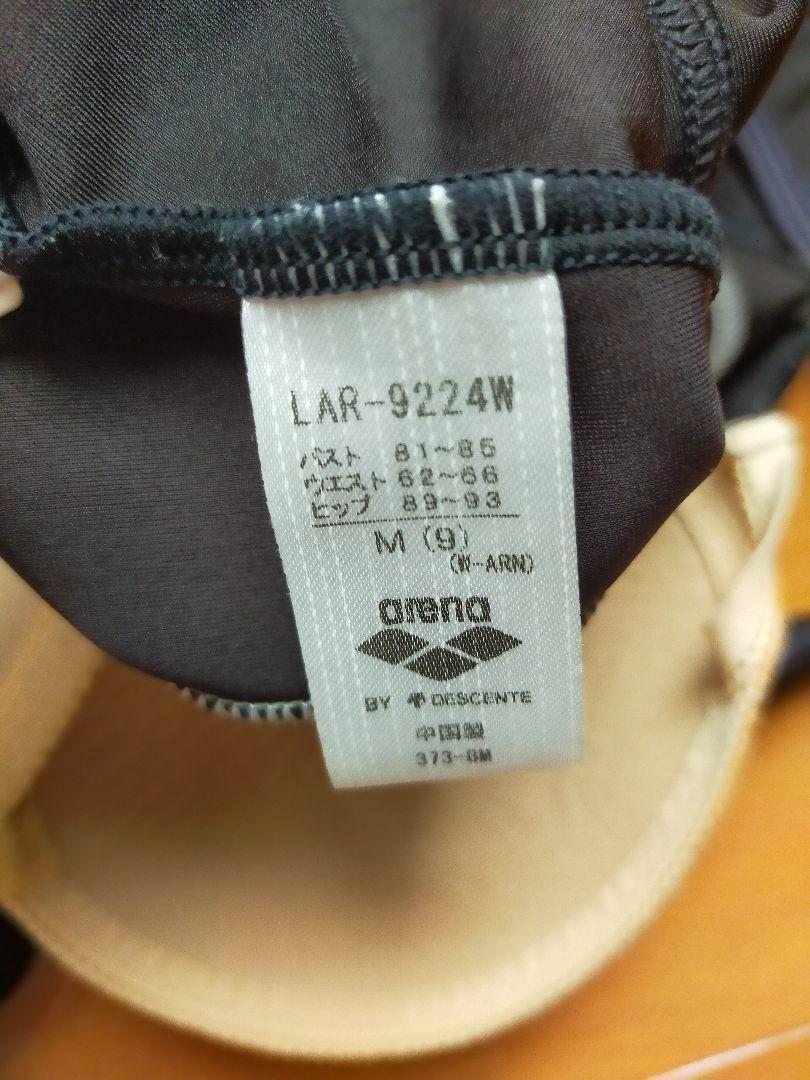 LAR-9224W
バスト 81~85
ウエスト 62~66
ヒップ 89~93
M (9)
(W-ARN)
arena
BY DESCENTE
中国製
373-8M